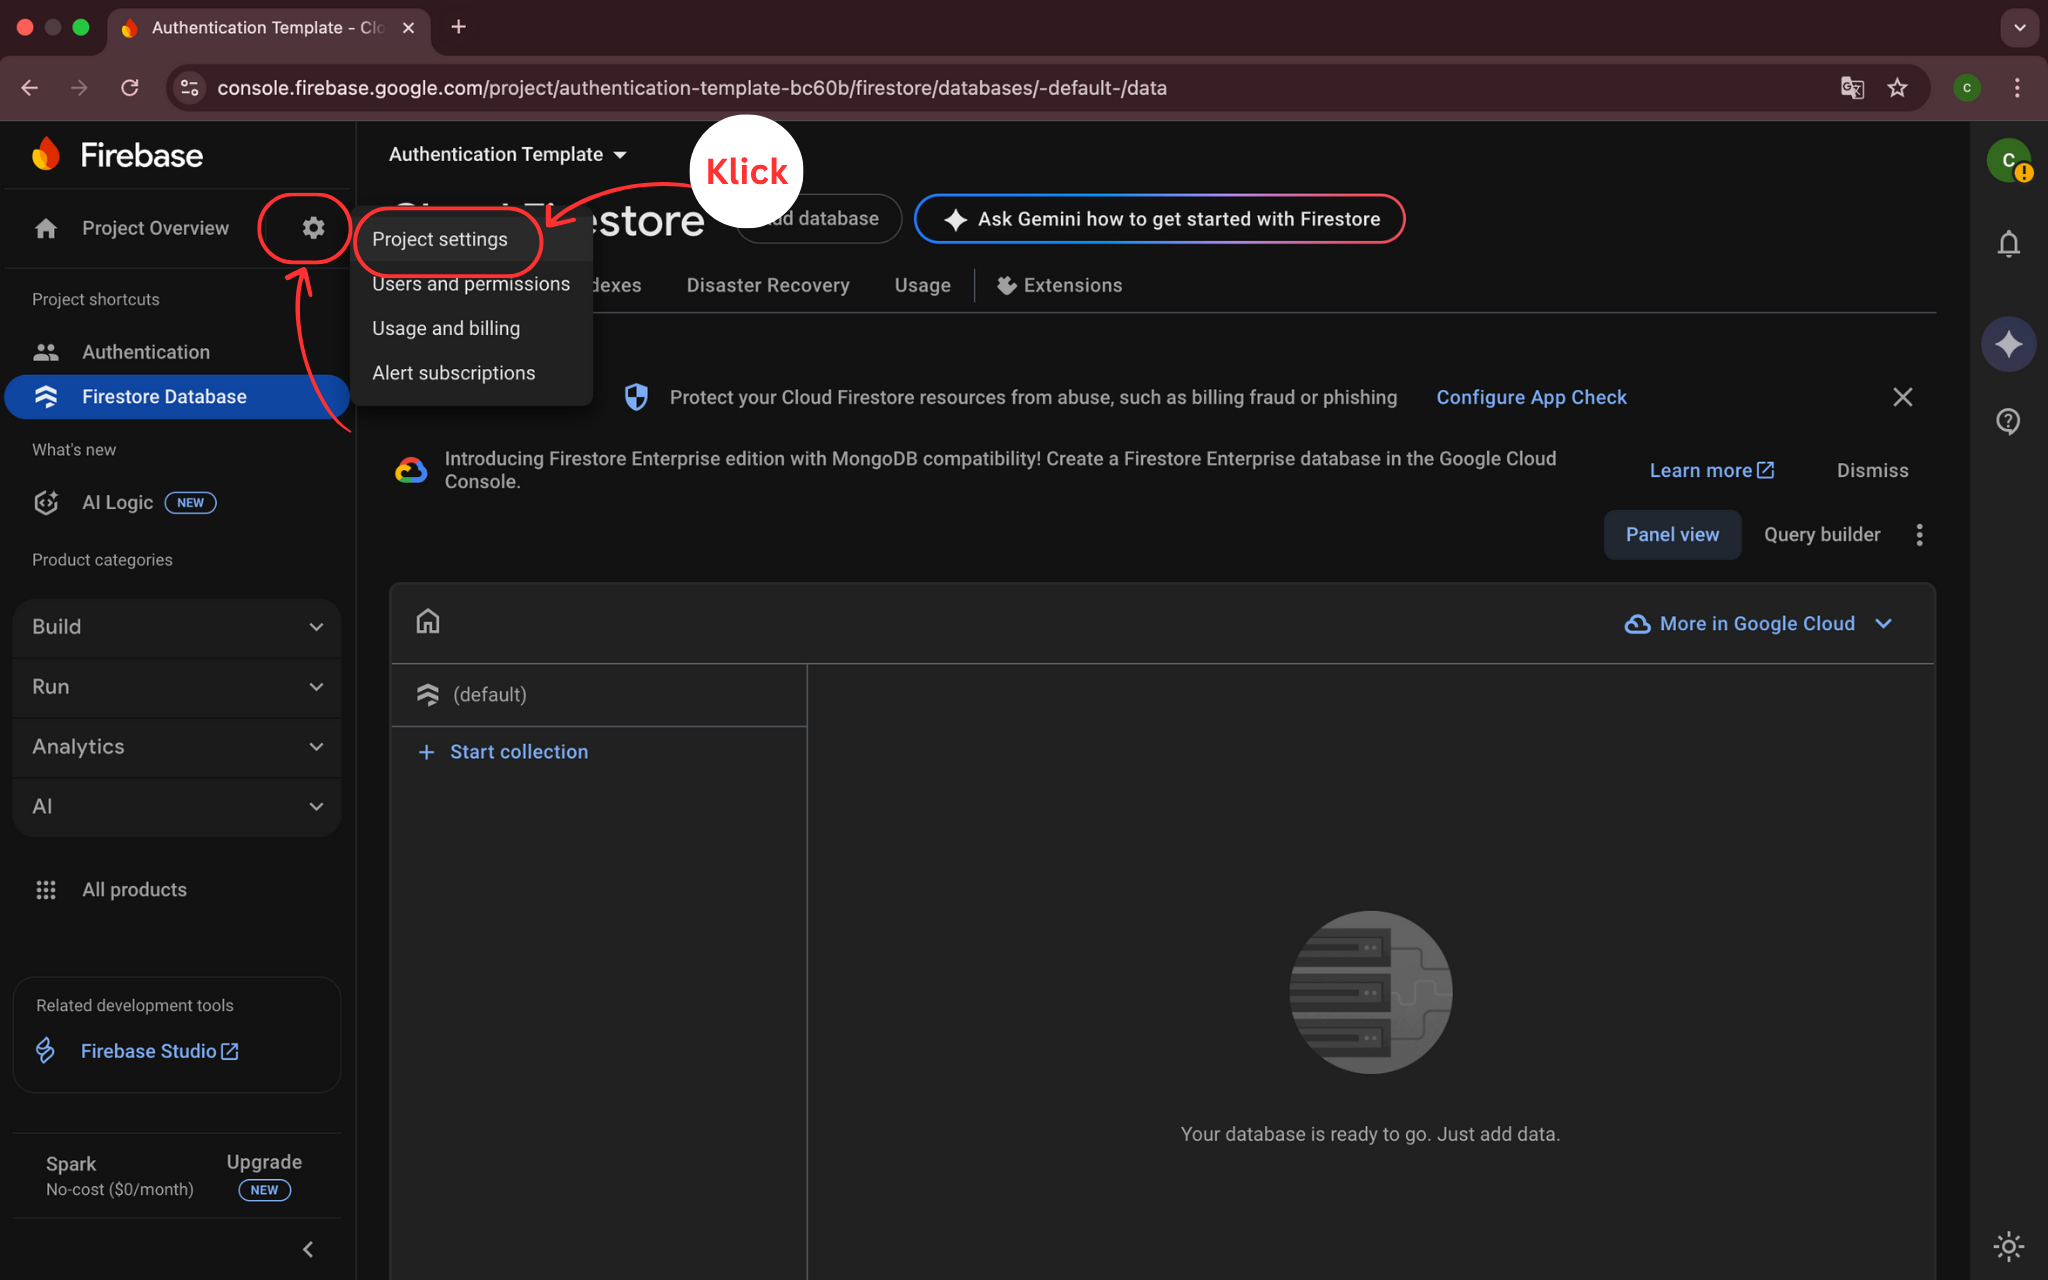 Authentication Template - Clo
console.firebase.google.com/project/authentication-template-bc60b/firestore/databases/-default-/data
C
Firebase
Authentication Template
Klick
C
Project Overview
Project settings
database
Ask Gemini how to get started with Firestore
Users and permissions
Usage and billing
Alert subscriptions
Disaster Recovery
Usage
Extensions
Project shortcuts
Authentication
Firestore Database
What's new
AI Logic
NEW
Product categories
Build
Run
Analytics
AI
All products
Related development tools
Firebase Studio
Spark
No-cost ($0/month)
Upgrade
NEW
Protect your Cloud Firestore resources from abuse, such as billing fraud or phishing
Configure App Check
Introducing Firestore Enterprise edition with MongoDB compatibility! Create a Firestore Enterprise database in the Google Cloud
Console.
Learn more
Dismiss
Panel view
Query builder
More in Google Cloud
(default)
+ Start collection
Your database is ready to go. Just add data.